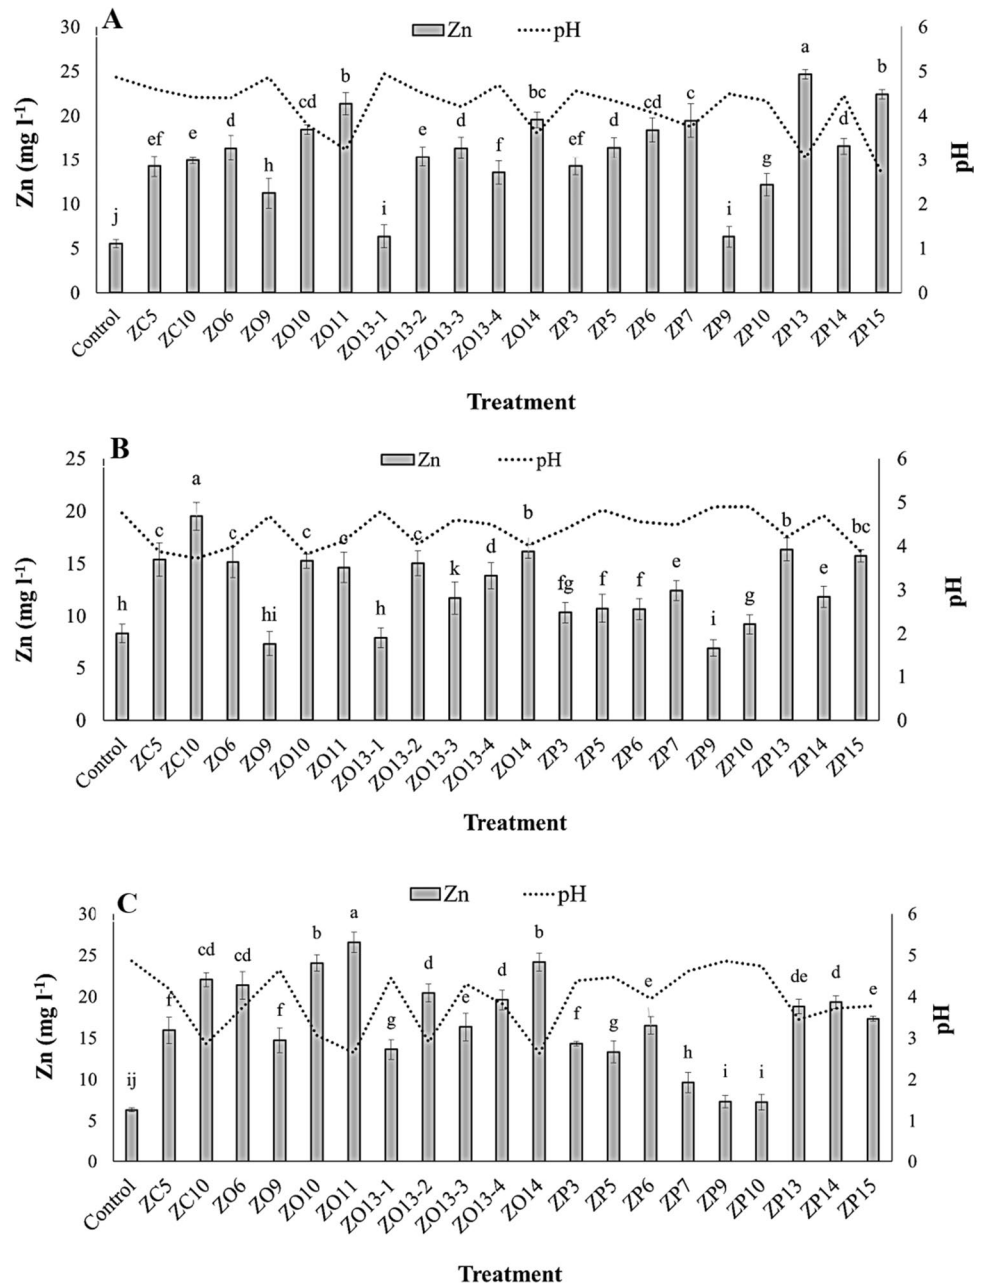 A
Zn
pH
30
25
20
15
10
5
0
Zn (mg l-1)
6
5
4
3
2
1
0
pH
j
ef
e
d
h
cd
b
i
e
d
f
bc
ef
d
cd
c
i
g
a
d
b
Control
ZC5
ZC10
ZO6
ZO9
ZO10
ZO11
ZO13-1
ZO13-2
ZO13-3
ZO13-4
ZO14
ZP3
ZP5
ZP6
ZP7
ZP9
ZP10
ZP13
ZP14
ZP15
Treatment
B
Zn
pH
25
20
15
10
5
0
Zn (mg l-1)
6
5
4
3
2
1
0
pH
h
c
a
c
hi
c
c
h
c
k
d
b
fg
f
f
e
i
g
b
e
bc
Control
ZC5
ZC10
ZO6
ZO9
ZO10
ZO11
ZO13-1
ZO13-2
ZO13-3
ZO13-4
ZO14
ZP3
ZP5
ZP6
ZP7
ZP9
ZP10
ZP13
ZP14
ZP15
Treatment
C
Zn
pH
30
25
20
15
10
5
0
Zn (mg l-1)
6
5
4
3
2
1
0
pH
ij
f
cd
cd
f
b
a
g
d
e
d
b
f
g
e
h
i
i
de
d
e
Control
ZC5
ZC10
ZO6
ZO9
ZO10
ZO11
ZO13-1
ZO13-2
ZO13-3
ZO13-4
ZO14
ZP3
ZP5
ZP6
ZP7
ZP9
ZP10
ZP13
ZP14
ZP15
Treatment